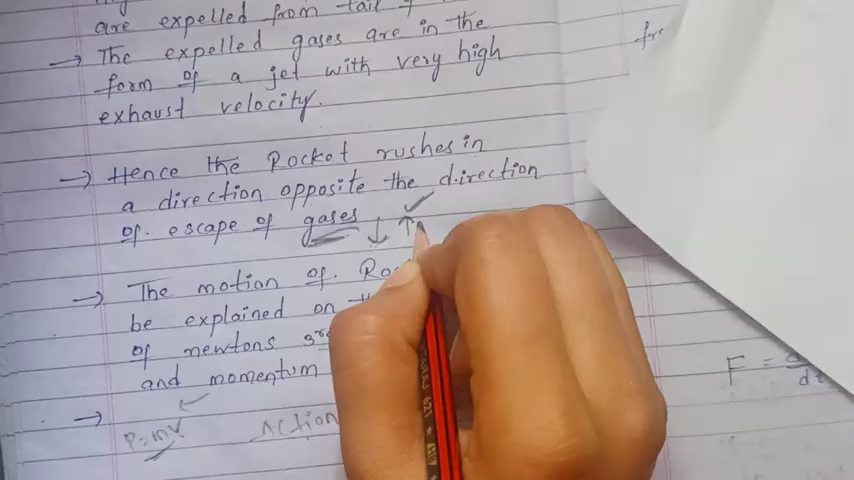 are expelled from tail
→ The expelled gases are in the
form of a jet with very high
exhaust velocity.
→ Hence the Rocket rushes in
a direction opposite the direction
of escape of gases ↓ ↑
→ The motion of
be explained on
of newtons 3rd
and momentum
→
P=mv Action
F =